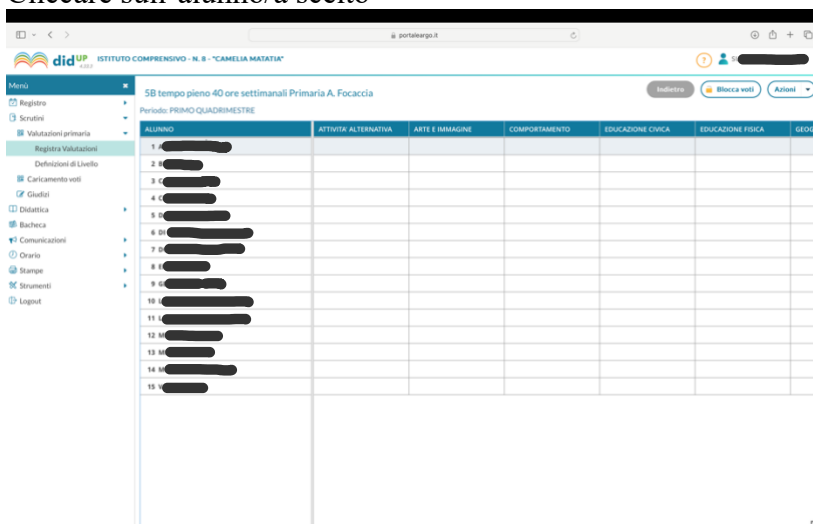 Cliccare sull'alunno/a scelto
portaleargo.it
didUP ISTITUTO COMPRENSIVO - N. 8 - "CAMELIA MATATIA"
?
Menù
Registro
Scrutini
Valutazioni primaria
Registra Valutazioni
Definizioni di Livello
Caricamento voti
Giudizi
Didattica
Bacheca
Comunicazioni
Orario
Stampe
Strumenti
Logout
5B tempo pieno 40 ore settimanali Primaria A. Focaccia
Indietro Blocca voti Azioni
Periodo: PRIMO QUADRIMESTRE
ALUNNO ATTIVITA' ALTERNATIVA ARTE E IMMAGINE COMPORTAMENTO EDUCAZIONE CIVICA EDUCAZIONE FISICA GEOG
1 A
2 B
3 C
4 C
5 D
6 DI
7 D
8 E
9 G
10 L
11 L
12 M
13 M
14 M
15 V